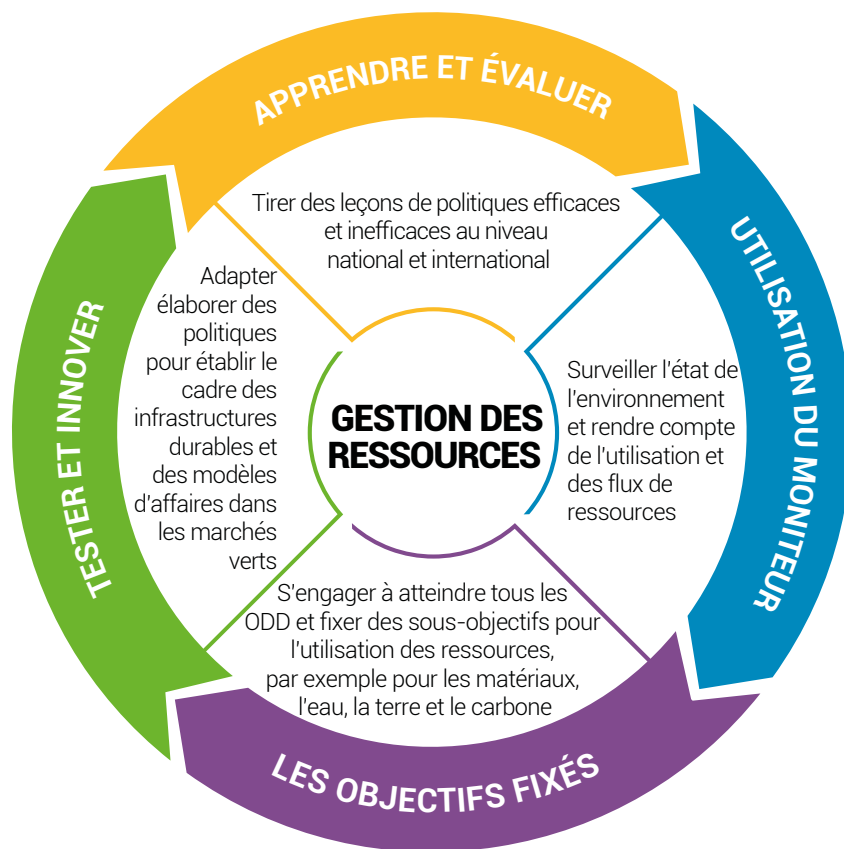 APPRENDRE ET ÉVALUER
Tirer des leçons de politiques efficaces
et inefficaces au niveau
national et international
UTILISATION DU MONITEUR
Surveiller l'état de
l'environnement
et rendre compte
de l'utilisation et
des flux de
ressources
LES OBJECTIFS FIXÉS
S'engager à atteindre tous les
ODD et fixer des sous-objectifs pour
l'utilisation des ressources,
par exemple pour les matériaux,
l'eau, la terre et le carbone
TESTER ET INNOVER
Adapter
élaborer des
politiques
pour établir le
cadre des
infrastructures
durables et
des modèles
d'affaires dans
les marchés
verts
GESTION DES
RESSOURCES